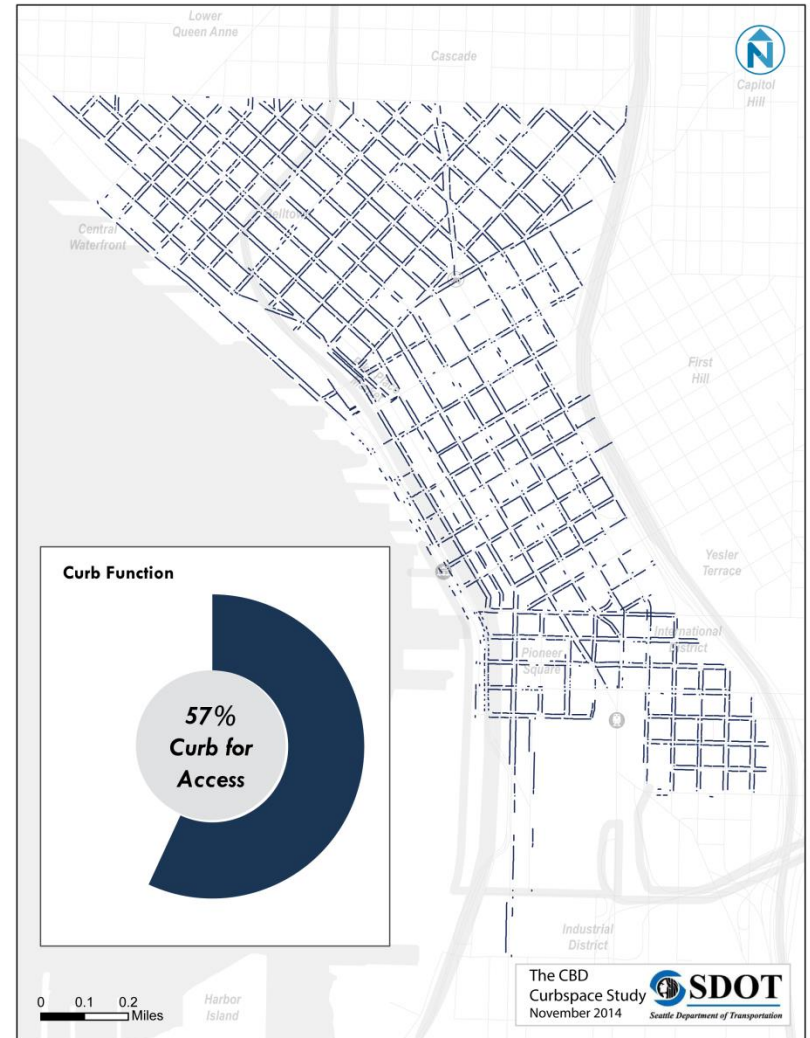 Lower
Queen Anne
Cascade
N
Capitol
Hill
Belltown
Central
Waterfront
First
Hill
Curb Function
57%
Curb for
Access
Yesler
Terrace
International
District
Pioneer
Square
Industrial
District
Harbor
Island
0 0.1 0.2
Miles
The CBD
Curbspace Study
November 2014
SDOT
Seattle Department of Transportation